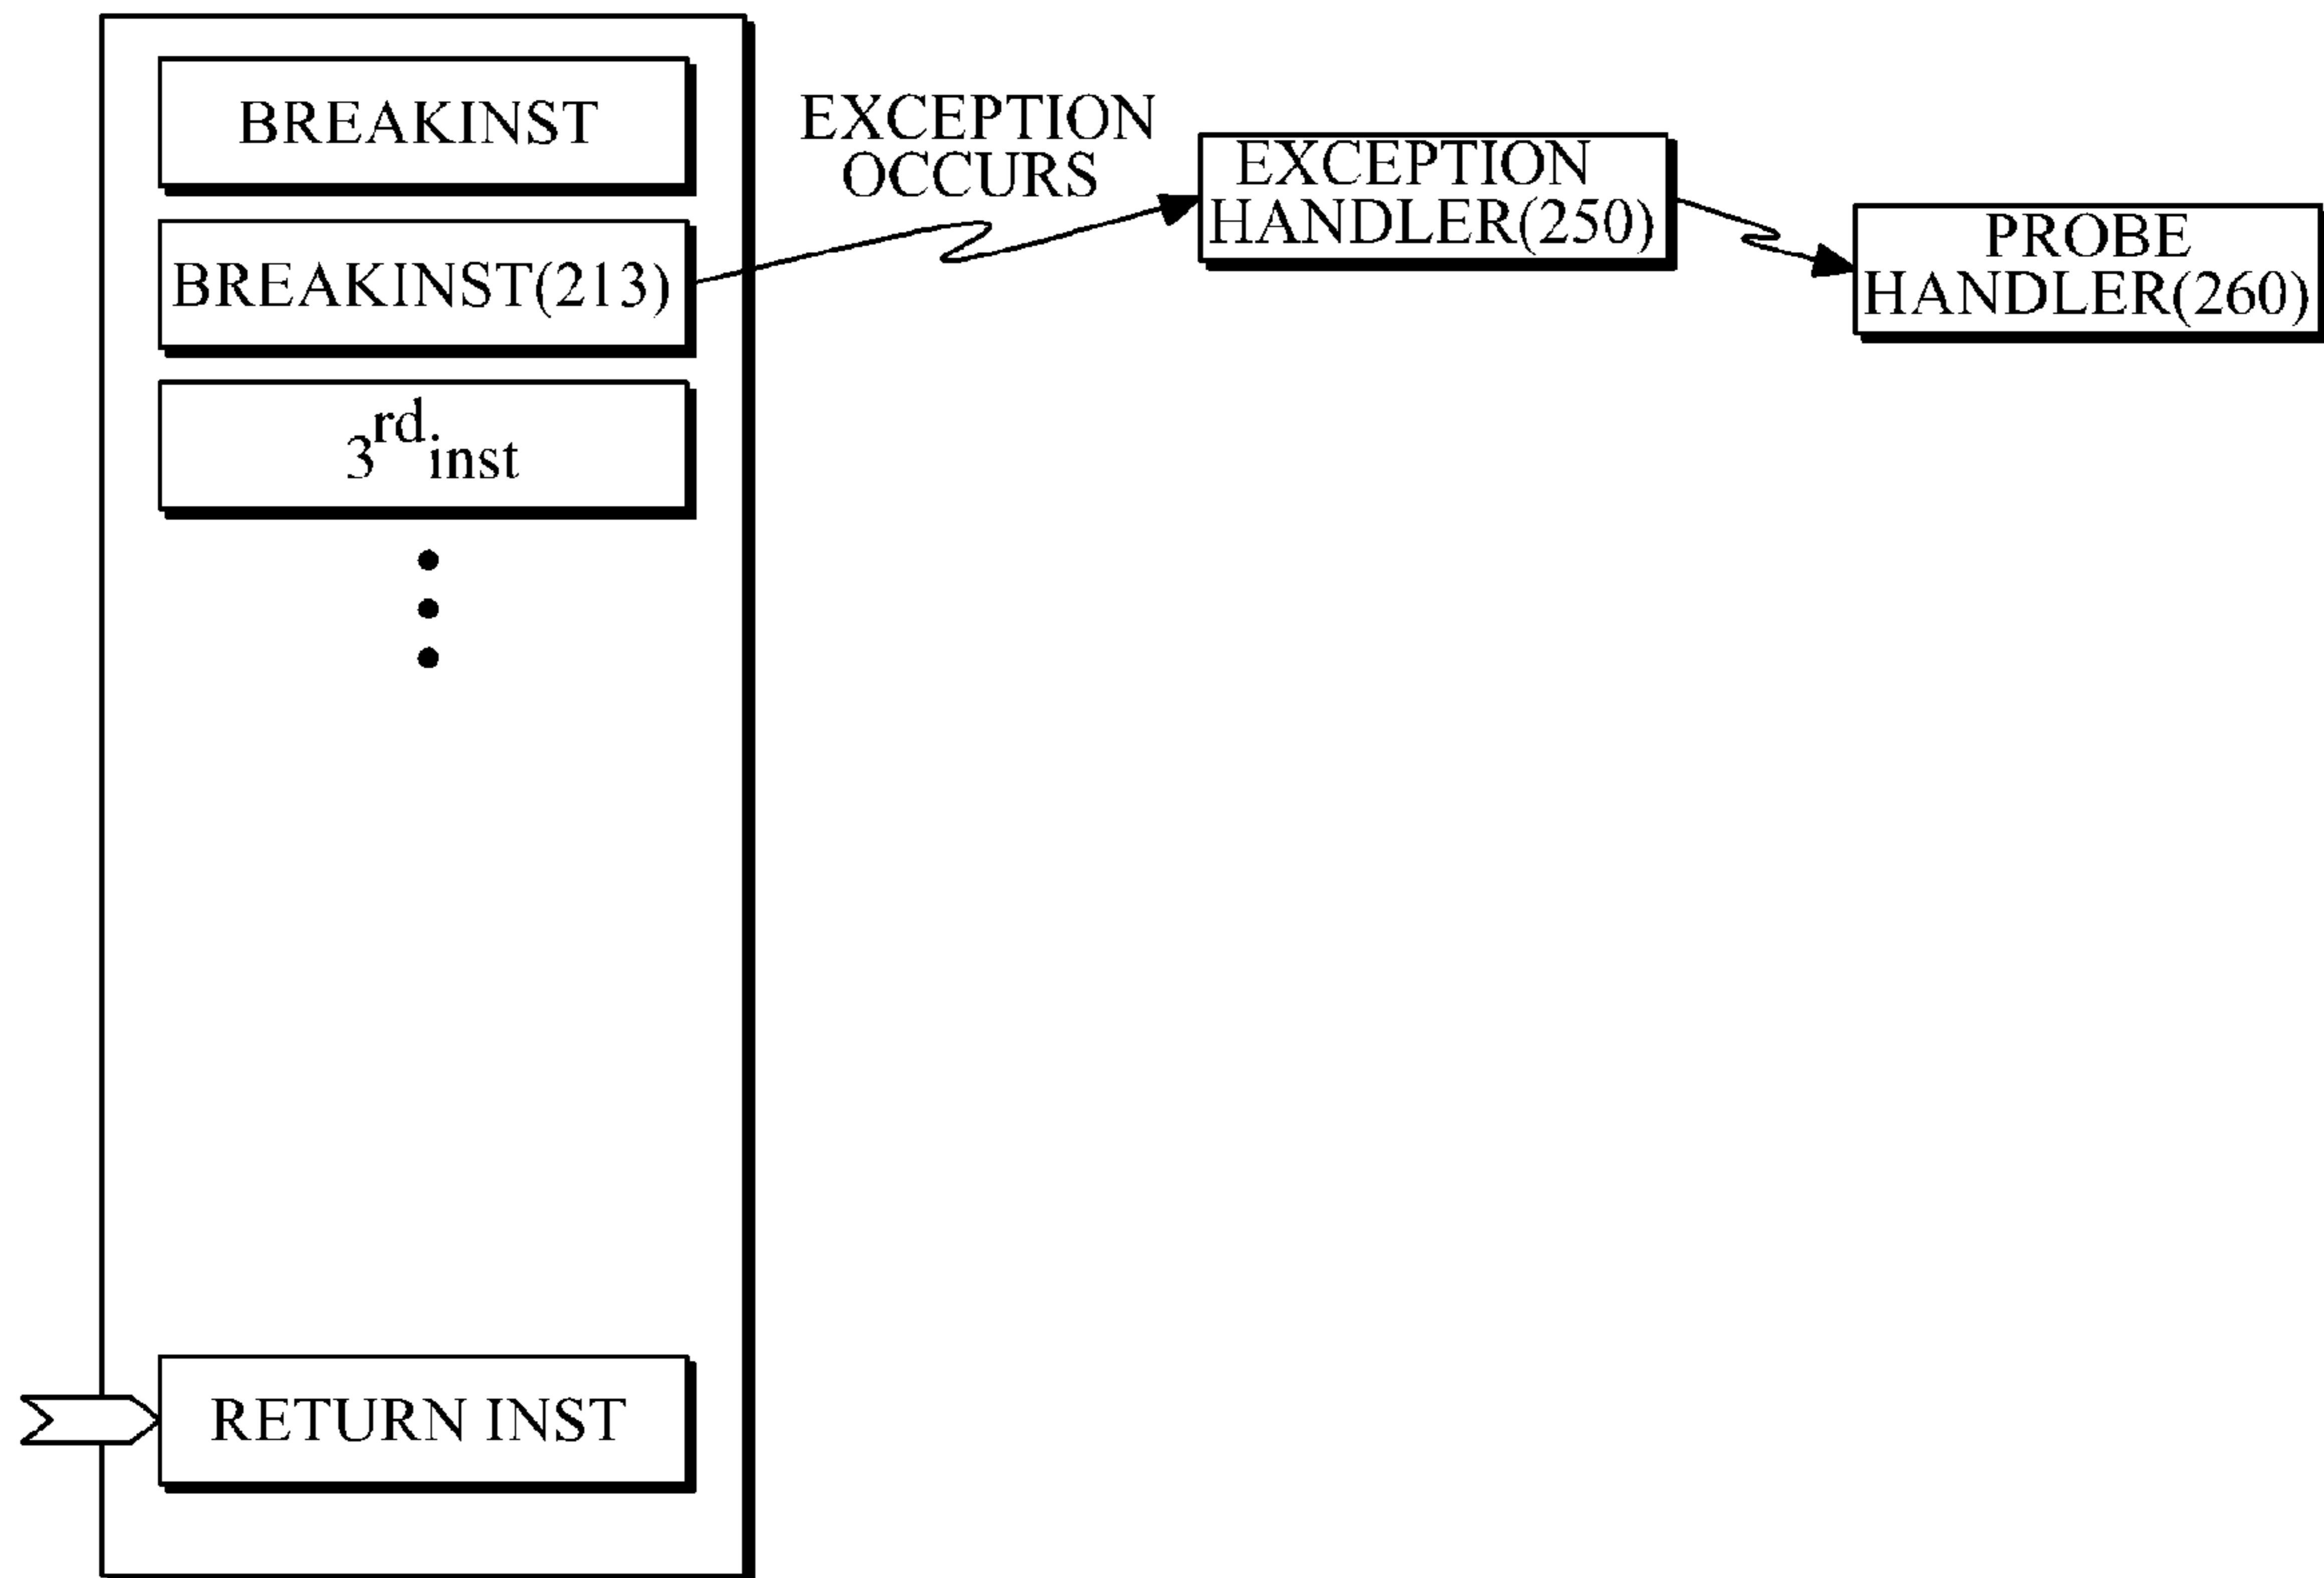 BREAKINST
EXCEPTION
OCCURS
EXCEPTION
HANDLER(250)
PROBE
HANDLER(260)
BREAKINST(213)
3rd. inst
RETURN INST